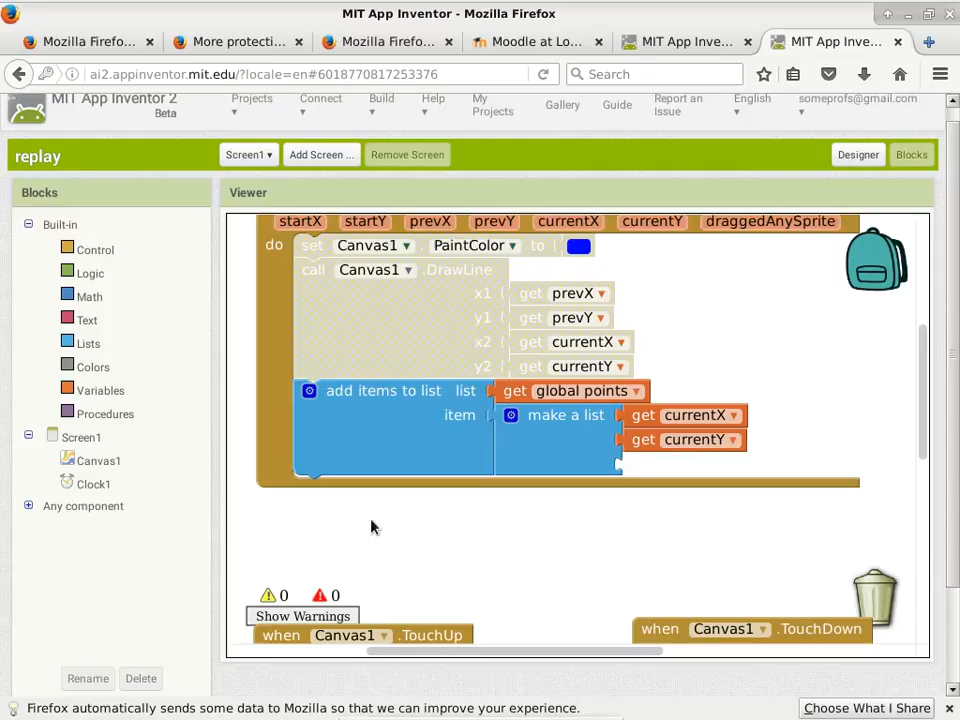 MIT App Inventor - Mozilla Firefox
Mozilla Firefo... More protecti... Mozilla Firefo... Moodle at Lo... MIT App Inve... MIT App Inve...
ai2.appinventor.mit.edu/?locale=en#6018770817253376 Search
MIT App Inventor 2
Beta
Projects Connect Build Help My Projects Gallery Guide Report an Issue English someprofs@gmail.com
replay Screen1 Add Screen ... Remove Screen Designer Blocks
Blocks Viewer
Built-in
Control
Logic
Math
Text
Lists
Colors
Variables
Procedures
Screen1
Canvas1
Clock1
Any component
Rename Delete
startX startY prevX prevY currentX currentY draggedAnySprite
do set Canvas1 . PaintColor to
call Canvas1 .DrawLine
x1 get prevX
y1 get prevY
x2 get currentX
y2 get currentY
add items to list list get global points
item make a list get currentX
get currentY
0 0
Show Warnings
when Canvas1 .TouchUp when Canvas1 .TouchDown
Firefox automatically sends some data to Mozilla so that we can improve your experience. Choose What I Share